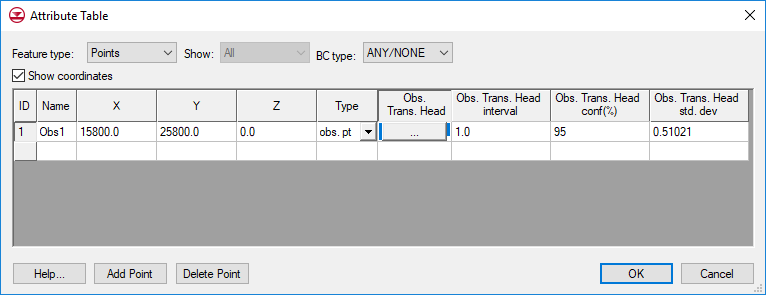 Attribute Table
Feature type: Points Show: All BC type: ANY/NONE
Show coordinates
ID Name X Y Z Type Obs. Trans. Head Obs. Trans. Head interval Obs. Trans. Head conf(%) Obs. Trans. Head std. dev
1 Obs1 15800.0 25800.0 0.0 obs. pt ... 1.0 95 0.51021
Help... Add Point Delete Point OK Cancel